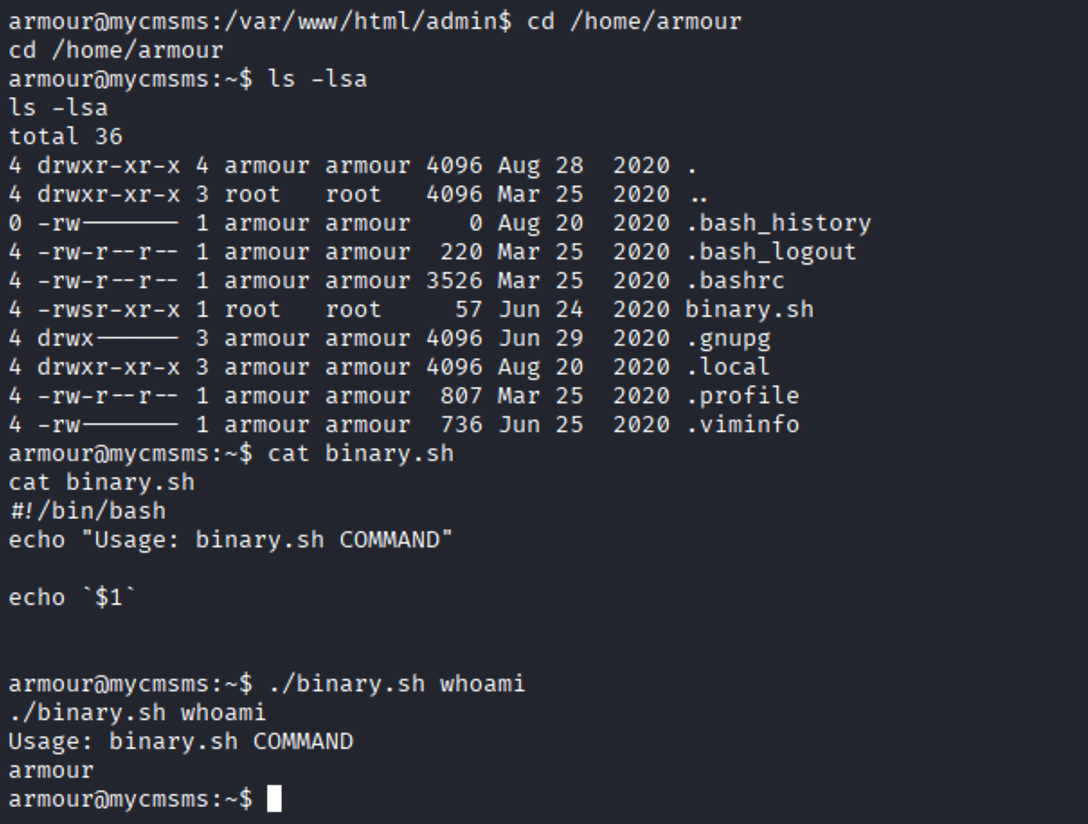 armour@mycmsms:/var/www/html/admin$ cd /home/armour
cd /home/armour
armour@mycmsms:~$ ls -lsa
ls -lsa
total 36
4 drwxr-xr-x 4 armour armour 4096 Aug 28  2020 .
4 drwxr-xr-x 3 root   root   4096 Mar 25  2020 ..
0 -rw------- 1 armour armour    0 Aug 20  2020 .bash_history
4 -rw-r--r-- 1 armour armour  220 Mar 25  2020 .bash_logout
4 -rw-r--r-- 1 armour armour 3526 Mar 25  2020 .bashrc
4 -rwsr-xr-x 1 root   root     57 Jun 24  2020 binary.sh
4 drwx------ 3 armour armour 4096 Jun 29  2020 .gnupg
4 drwxr-xr-x 3 armour armour 4096 Aug 20  2020 .local
4 -rw-r--r-- 1 armour armour  807 Mar 25  2020 .profile
4 -rw------- 1 armour armour  736 Jun 25  2020 .viminfo
armour@mycmsms:~$ cat binary.sh
cat binary.sh
#!/bin/bash
echo "Usage: binary.sh COMMAND"
echo `$1`
armour@mycmsms:~$ ./binary.sh whoami
./binary.sh whoami
Usage: binary.sh COMMAND
armour
armour@mycmsms:~$